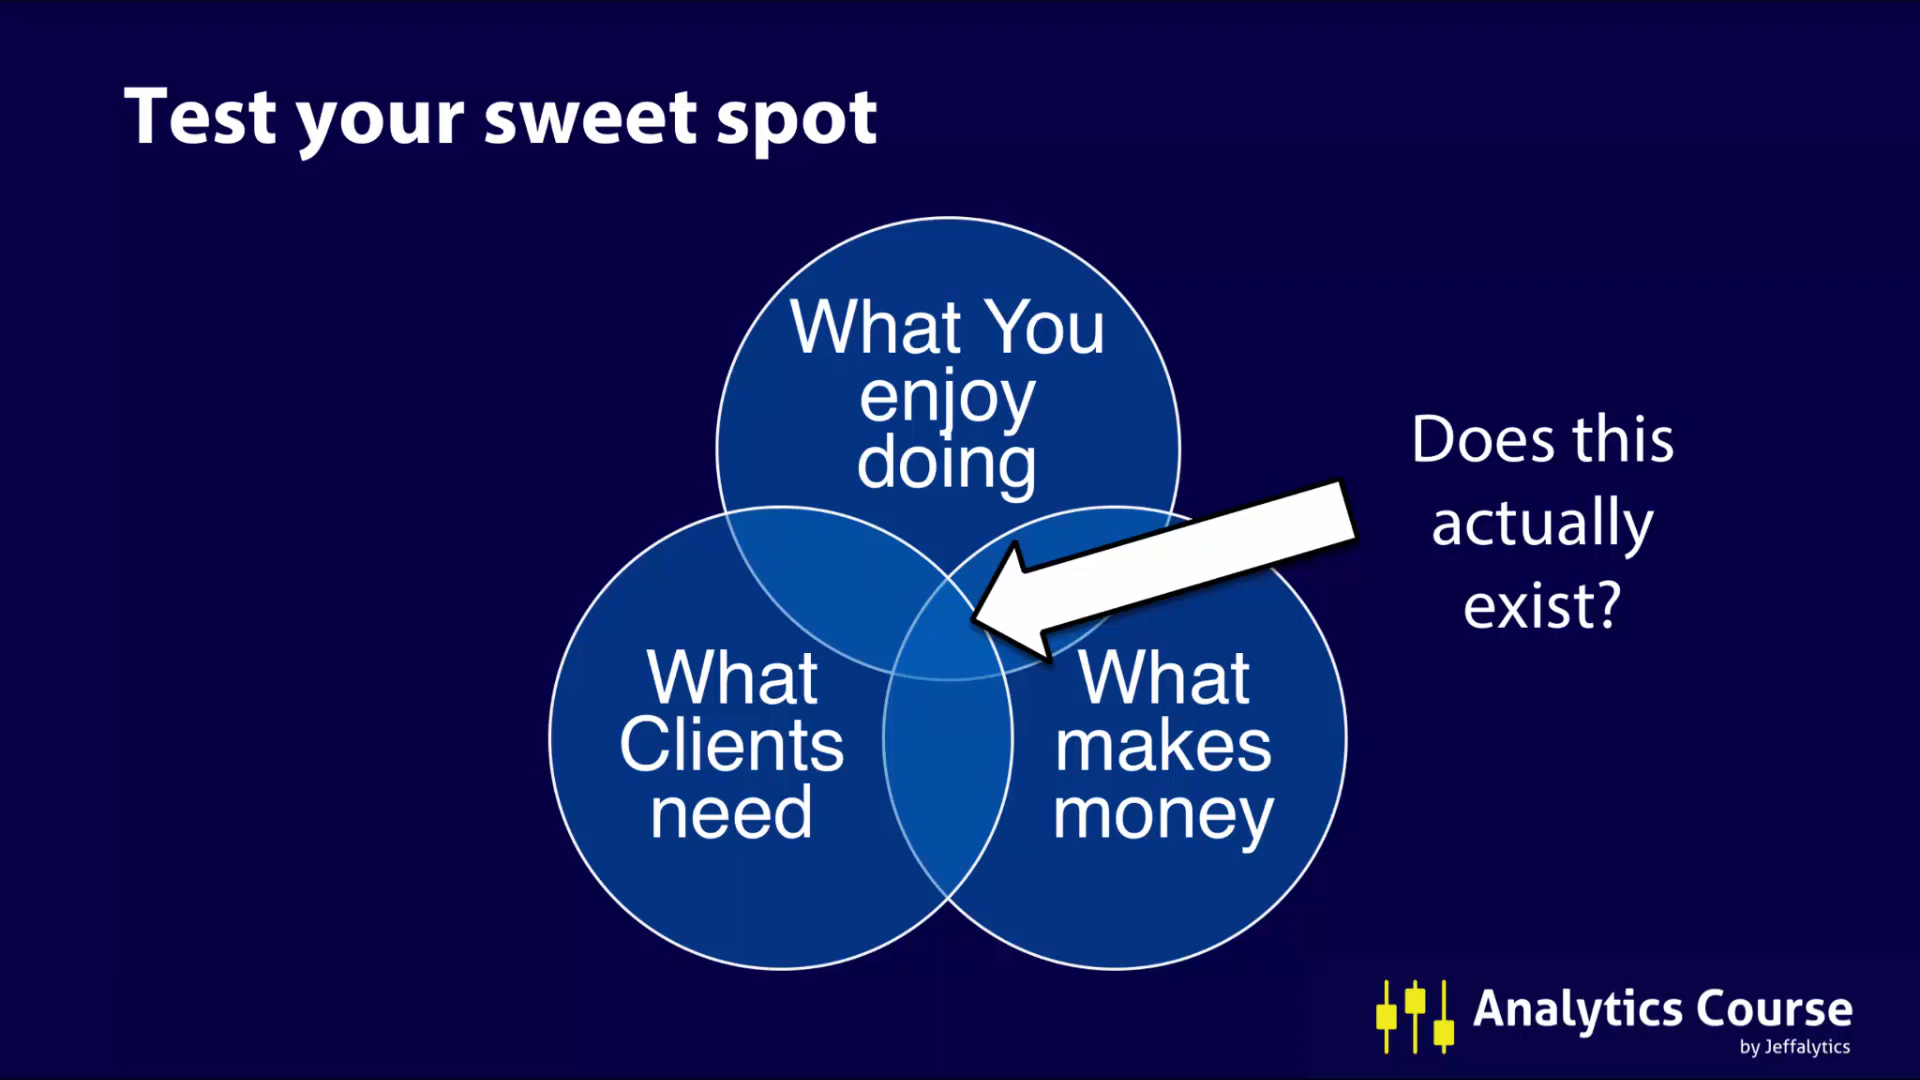 Test your sweet spot
What You
enjoy
doing
Does this
actually
exist?
What
Clients
need
What
makes
money
Analytics Course
by Jeffalytics